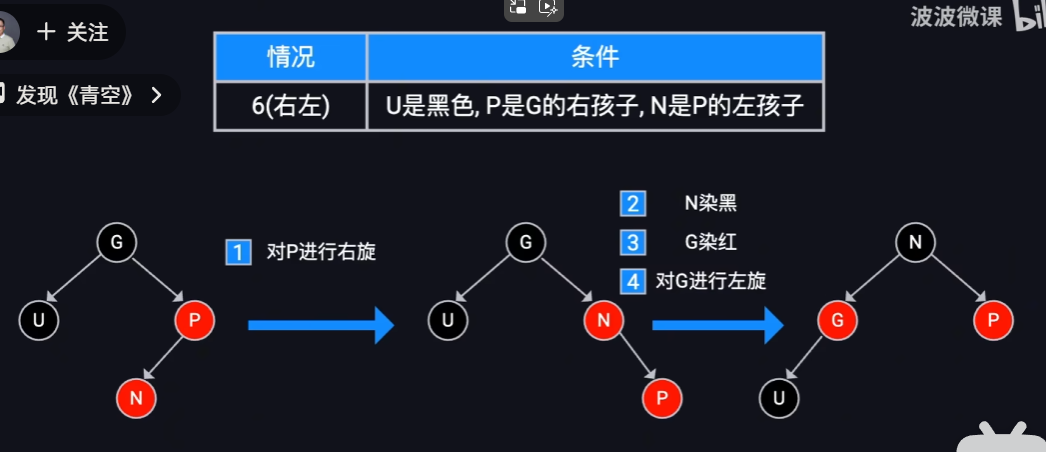 波波微课
关注
发现《青空》
情况 条件
6(右左) U是黑色, P是G的右孩子, N是P的左孩子
1 对P进行右旋
2 N染黑
3 G染红
4 对G进行左旋
G
U
P
N
G
U
N
P
N
G
P
U